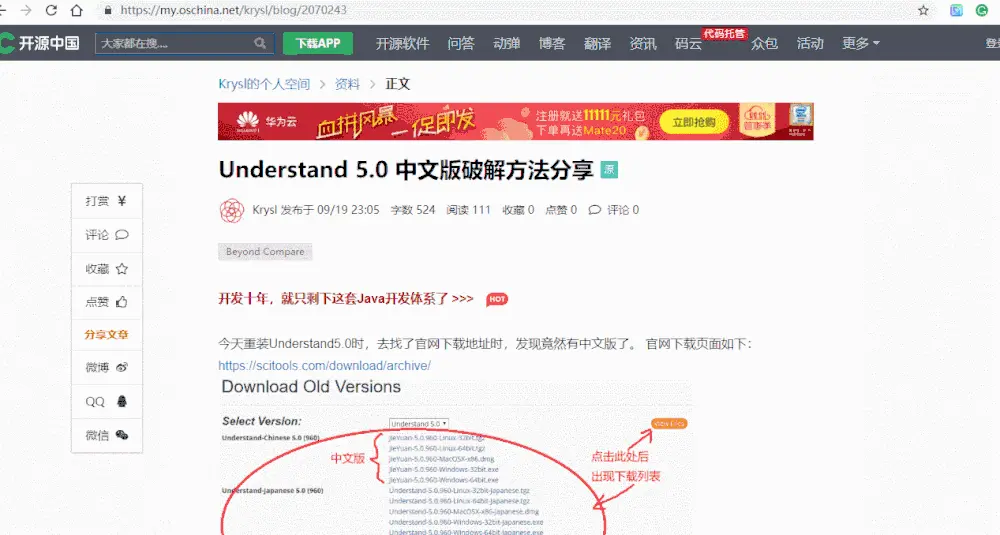 https://my.oschina.net/krysl/blog/2070243
开源中国
大家都在搜....
下载APP
开源软件 问答 动弹 博客 翻译 资讯 码云 代码托管 众包 活动 更多
Krysl的个人空间 > 资料 > 正文
华为云
血拼风暴 一促即发
注册就送11111元礼包
下单再送Mate20
立即抢购
Understand 5.0 中文版破解方法分享 源
Krysl 发布于 09/19 23:05 字数 524 阅读 111 收藏 0 点赞 0 评论 0
打赏 ¥
评论
收藏
点赞
分享文章
微博
QQ
微信
Beyond Compare
开发十年，就只剩下这套Java开发体系了 >>> HOT
今天重装Understand5.0时，去找了官网下载地址时，发现竟然有中文版了。 官网下载页面如下：
https://scitools.com/download/archive/
Download Old Versions
Select Version:
Understand 5.0
View Files
Understand-Chinese 5.0 (960)
JieYuan-5.0.960-Linux-32bit.tgz
JieYuan-5.0.960-Linux-64bit.tgz
JieYuan-5.0.960-MacOSX-x86.dmg
JieYuan-5.0.960-Windows-32bit.exe
JieYuan-5.0.960-Windows-64bit.exe
中文版
点击此处后
出现下载列表
Understand-Japanese 5.0 (960)
Understand-5.0.960-Linux-32bit-Japanese.tgz
Understand-5.0.960-Linux-64bit-Japanese.tgz
Understand-5.0.960-MacOSX-x86-Japanese.dmg
Understand-5.0.960-Windows-32bit-Japanese.exe
Understand-5.0.960-Windows-64bit-Japanese.exe